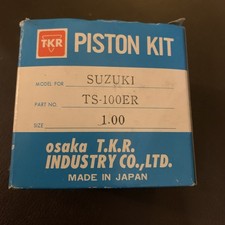 TKR
PISTON KIT
MODEL FOR SUZUKI
PART NO. TS-100ER
SIZE 1.00
osaka T.K.R.
INDUSTRY CO., LTD.
MADE IN JAPAN